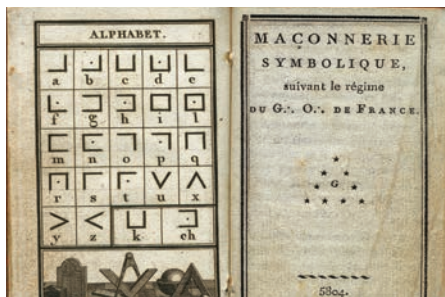 ALPHABET.
a b c d e
f g h i l
m n o p q
r s t u x
y z k ch
MAÇONNERIE
SYMBOLIQUE,
suivant le régime
DU G∴ O∴ DE FRANCE.
G
5804.